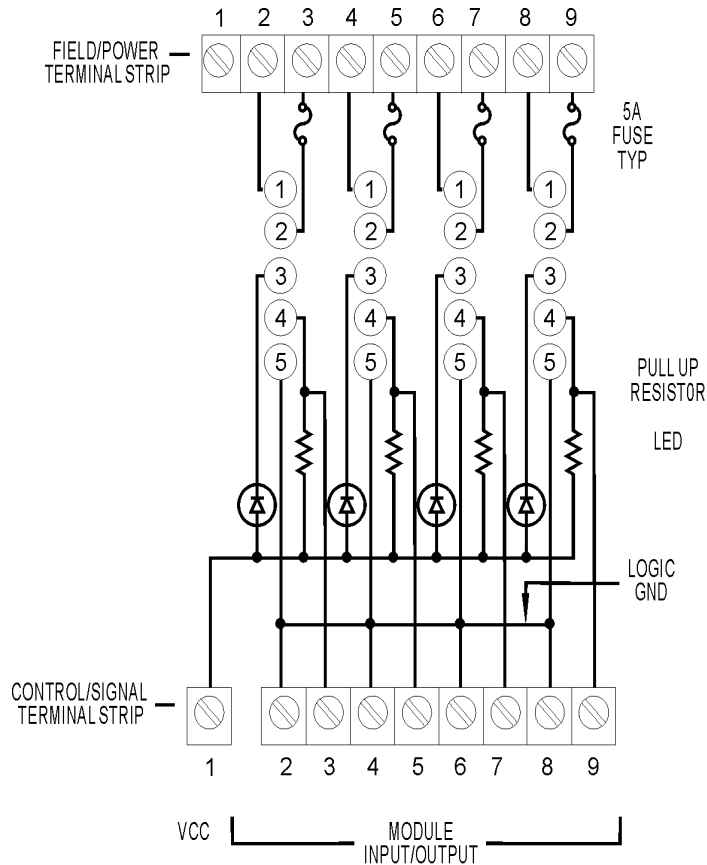 1 2 3 4 5 6 7 8 9
FIELD/POWER
TERMINAL STRIP
5A
FUSE
TYP
1 1 1 1
2 2 2 2
3 3 3 3
4 4 4 4
5 5 5 5
PULL UP
RESISTOR
LED
LOGIC
GND
CONTROL/SIGNAL
TERMINAL STRIP
1 2 3 4 5 6 7 8 9
VCC
MODULE
INPUT/OUTPUT